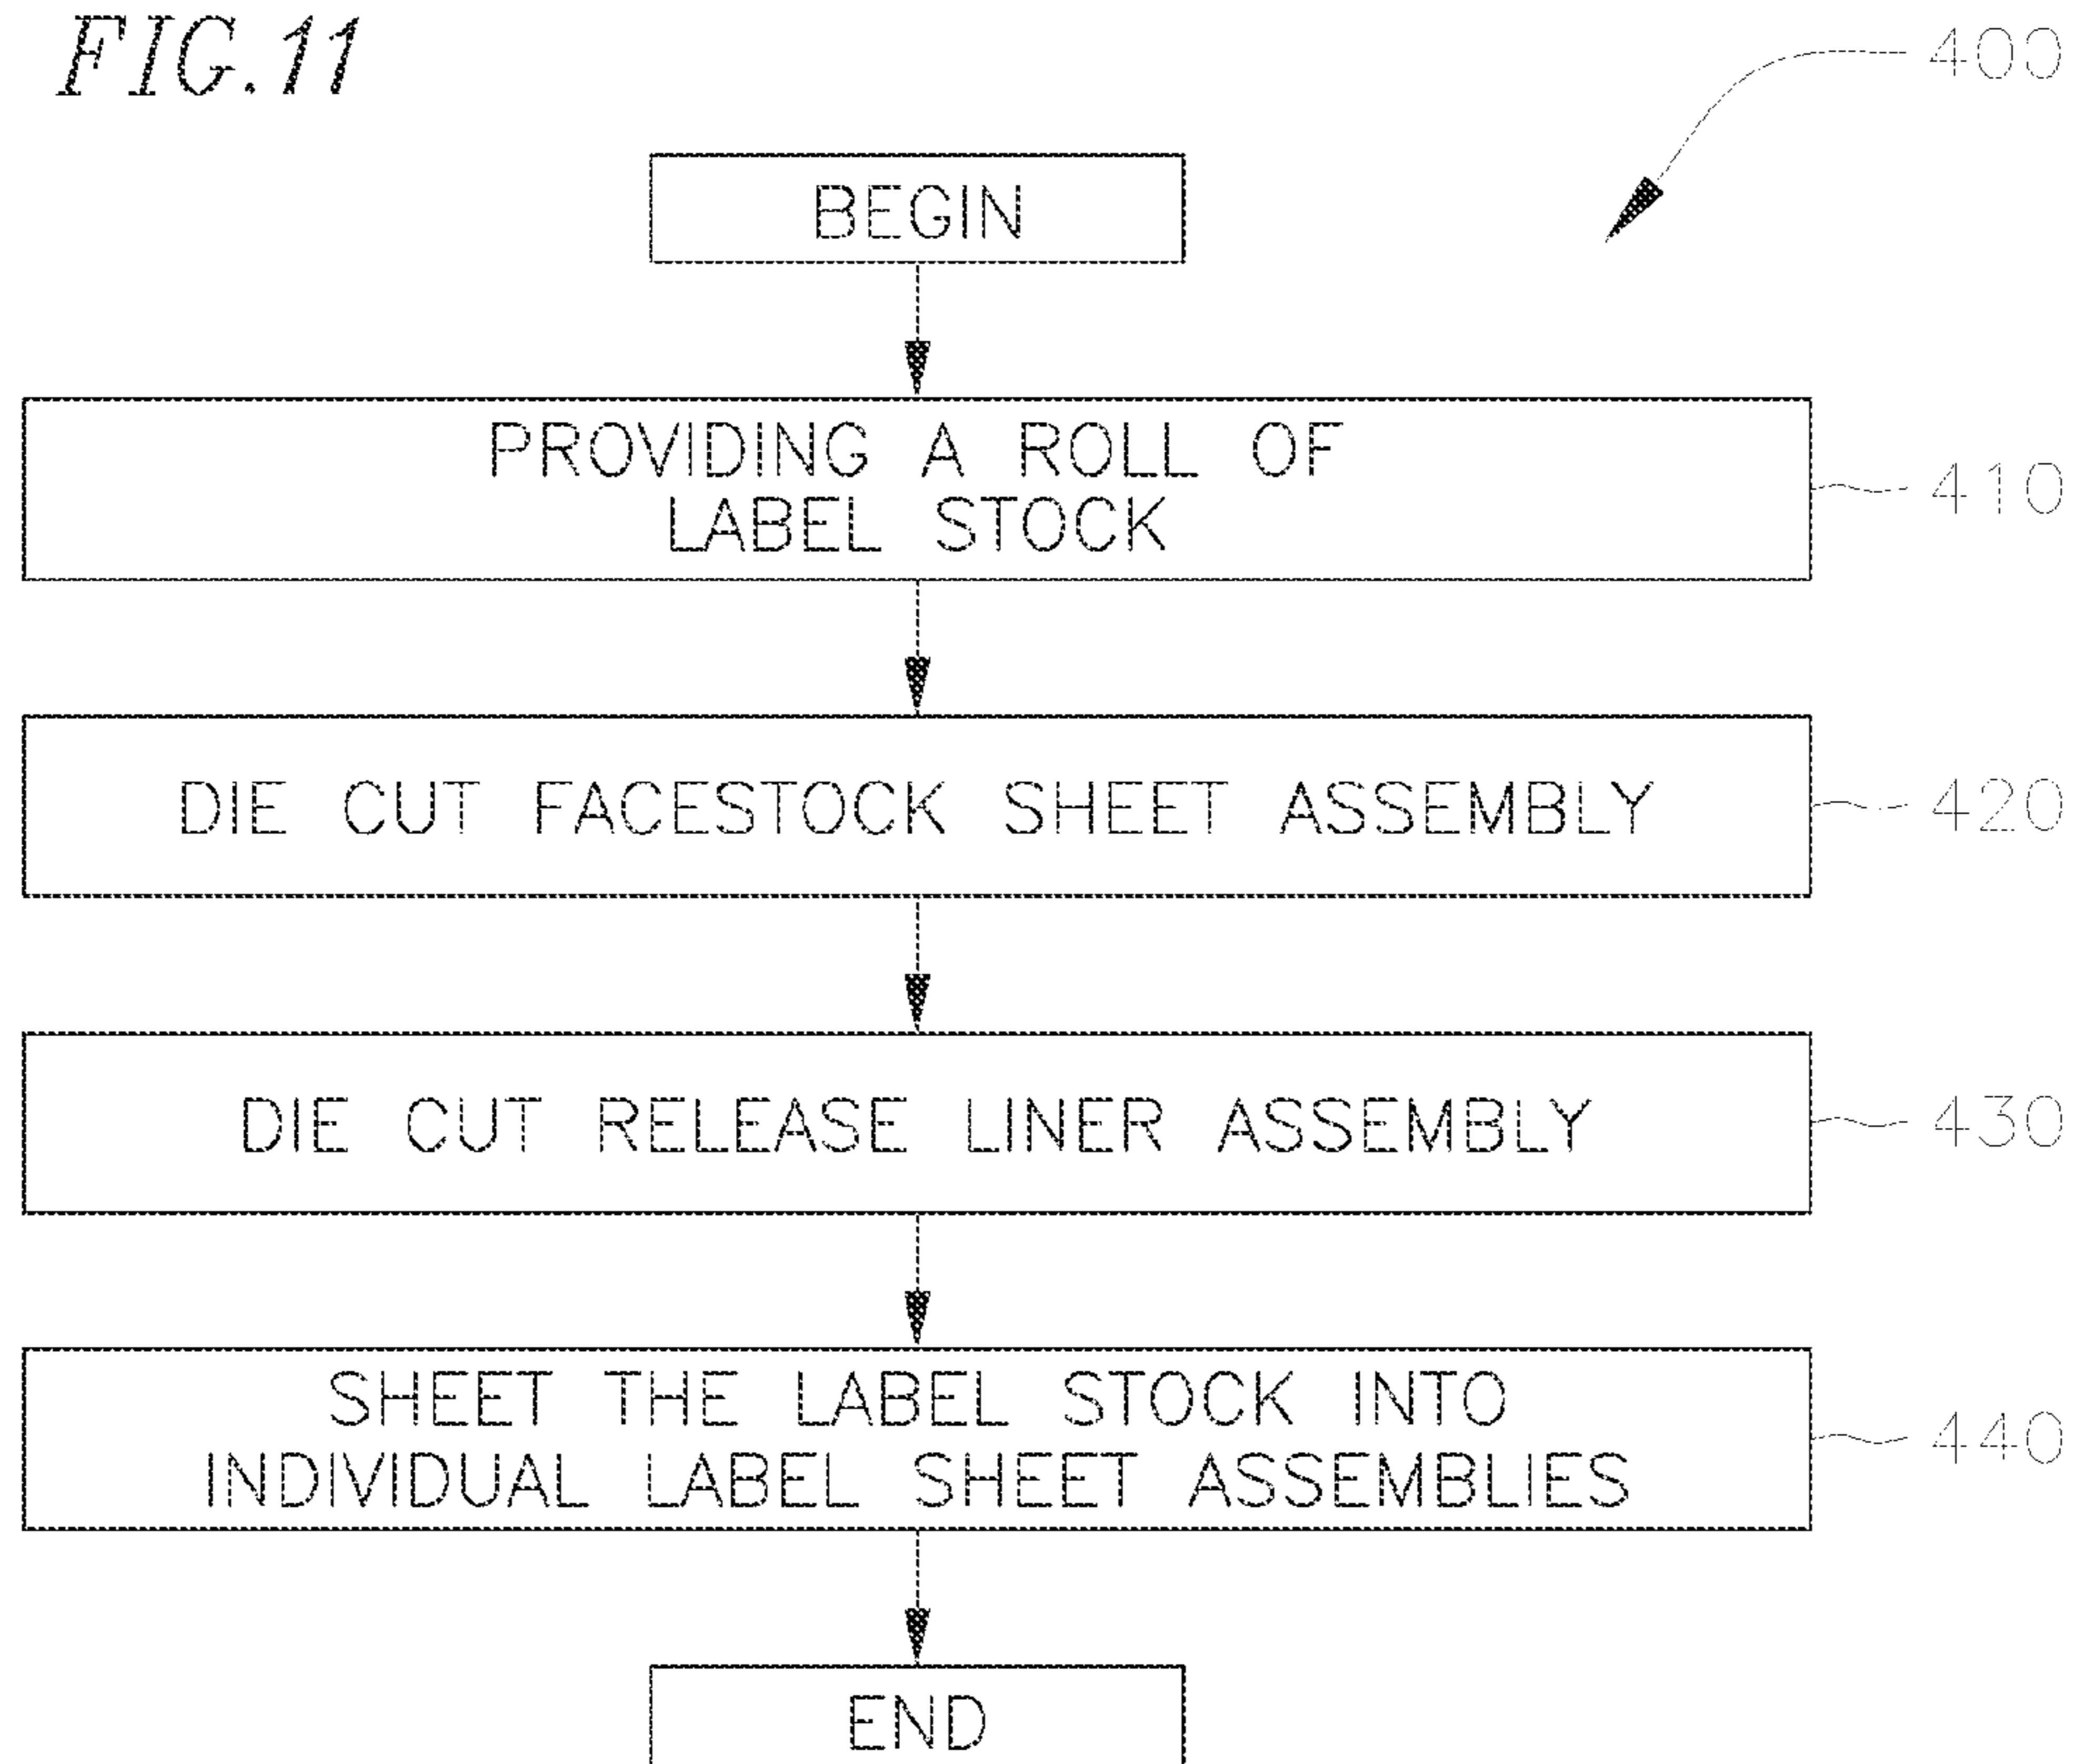 FIG.11
400
BEGIN
PROVIDING A ROLL OF
LABEL STOCK
410
DIE CUT FACESTOCK SHEET ASSEMBLY
420
DIE CUT RELEASE LINER ASSEMBLY
430
SHEET THE LABEL STOCK INTO
INDIVIDUAL LABEL SHEET ASSEMBLIES
440
END